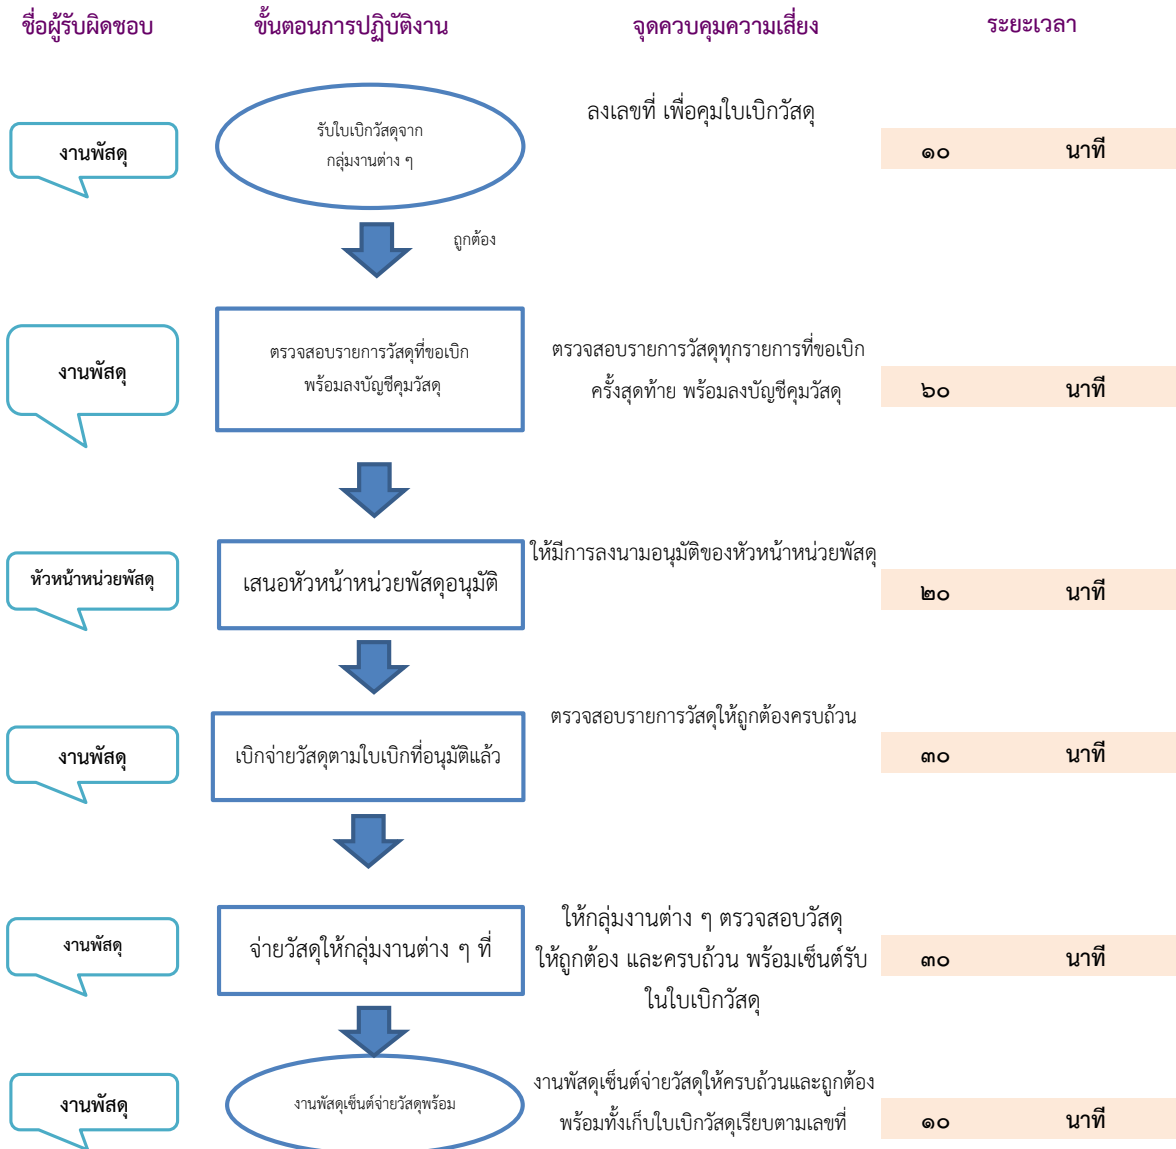 ชื่อผู้รับผิดชอบ ขั้นตอนการปฏิบัติงาน จุดควบคุมความเสี่ยง ระยะเวลา
งานพัสดุ
รับใบเบิกวัสดุจาก
กลุ่มงานต่าง ๆ
ลงเลขที่ เพื่อคุมใบเบิกวัสดุ
๑๐ นาที
ถูกต้อง
งานพัสดุ
ตรวจสอบรายการวัสดุที่ขอเบิก
พร้อมลงบัญชีคุมวัสดุ
ตรวจสอบรายการวัสดุทุกรายการที่ขอเบิก
ครั้งสุดท้าย พร้อมลงบัญชีคุมวัสดุ
๖๐ นาที
หัวหน้าหน่วยพัสดุ
เสนอหัวหน้าหน่วยพัสดุอนุมัติ
ให้มีการลงนามอนุมัติของหัวหน้าหน่วยพัสดุ
๒๐ นาที
งานพัสดุ
เบิกจ่ายวัสดุตามใบเบิกที่อนุมัติแล้ว
ตรวจสอบรายการวัสดุให้ถูกต้องครบถ้วน
๓๐ นาที
งานพัสดุ
จ่ายวัสดุให้กลุ่มงานต่าง ๆ ที่
ให้กลุ่มงานต่าง ๆ ตรวจสอบวัสดุ
ให้ถูกต้อง และครบถ้วน พร้อมเซ็นต์รับ
ในใบเบิกวัสดุ
๓๐ นาที
งานพัสดุ
งานพัสดุเซ็นต์จ่ายวัสดุพร้อม
งานพัสดุเซ็นต์จ่ายวัสดุให้ครบถ้วนและถูกต้อง
พร้อมทั้งเก็บใบเบิกวัสดุเรียบตามเลขที่
๑๐ นาที